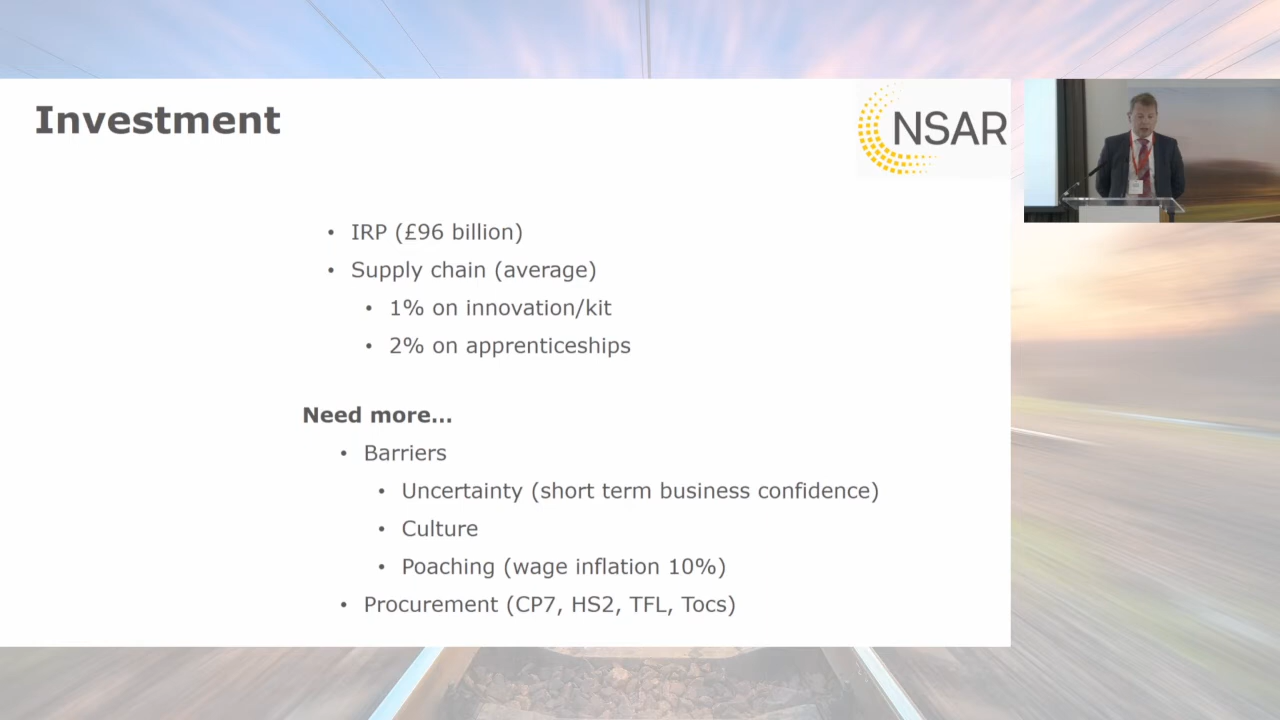 Investment
NSAR
• IRP (£96 billion)
• Supply chain (average)
• 1% on innovation/kit
• 2% on apprenticeships
Need more...
• Barriers
• Uncertainty (short term business confidence)
• Culture
• Poaching (wage inflation 10%)
• Procurement (CP7, HS2, TFL, Tocs)